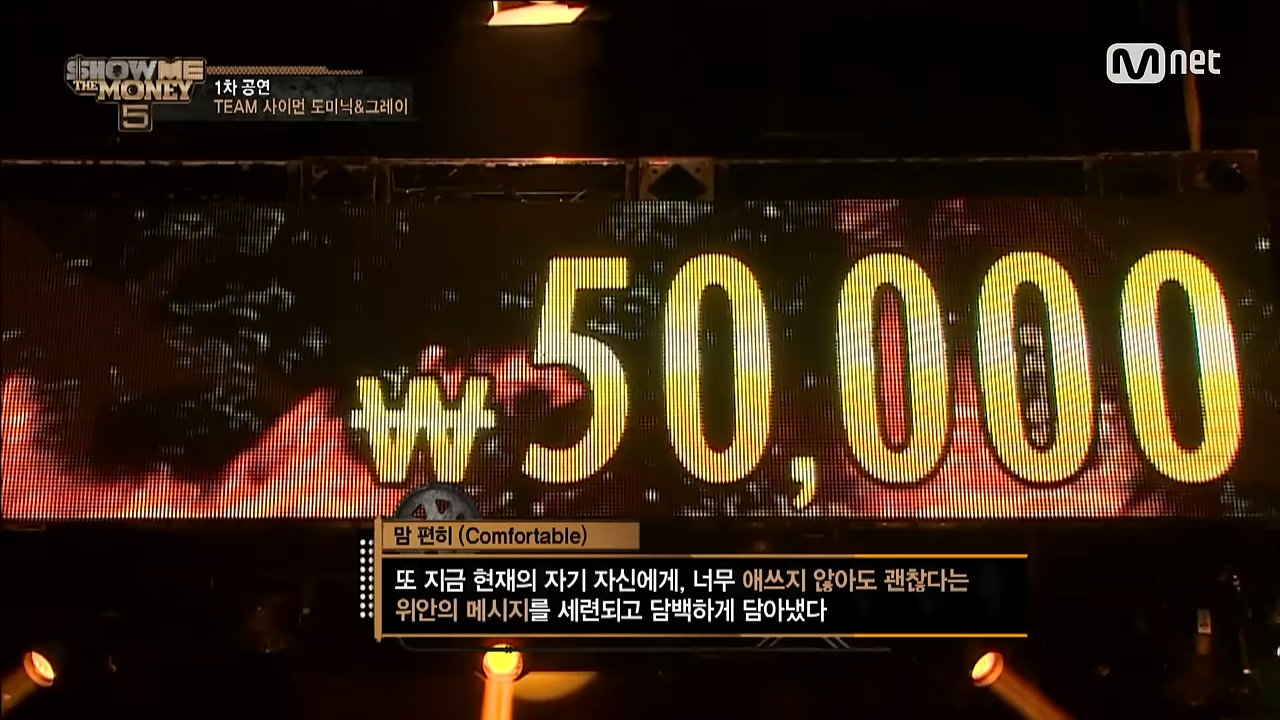 SHOW ME
THE MONEY
5
1차 공연
TEAM 사이먼 도미닉&그레이
Mnet
₩50,000
맘 편히 (Comfortable)
또 지금 현재의 자기 자신에게, 너무 애쓰지 않아도 괜찮다는
위안의 메시지를 세련되고 담백하게 담아냈다